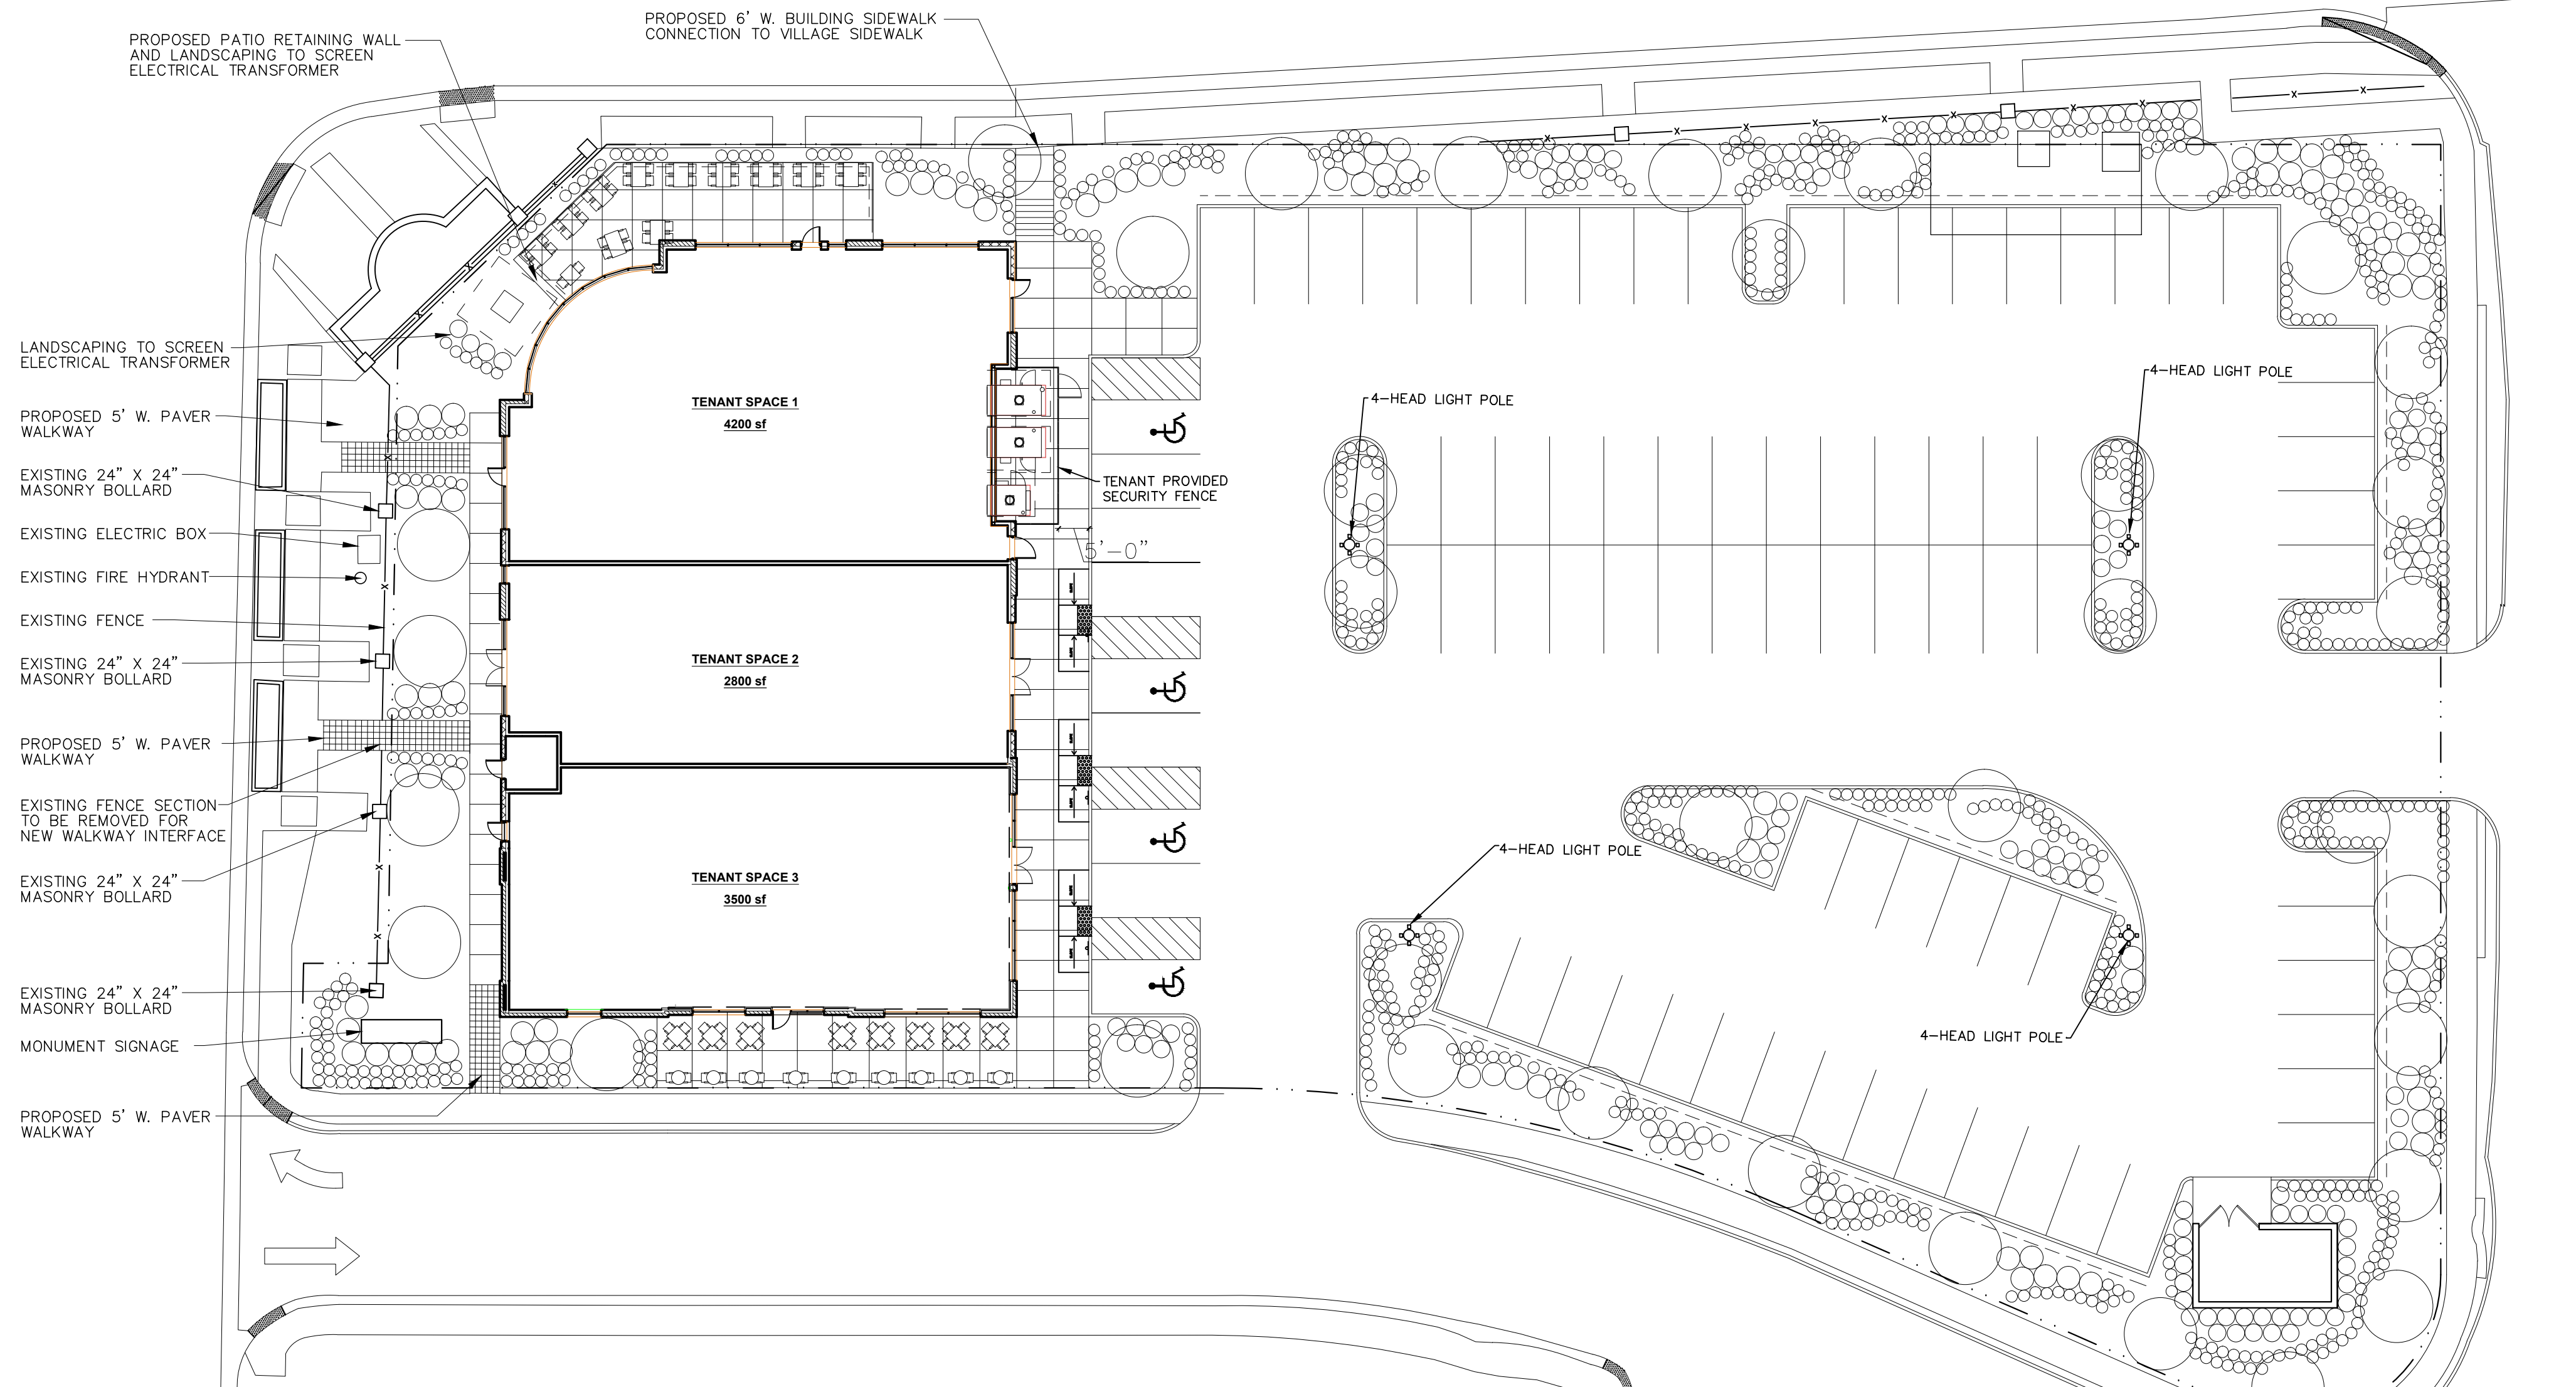 PROPOSED 6' W. BUILDING SIDEWALK
CONNECTION TO VILLAGE SIDEWALK
PROPOSED PATIO RETAINING WALL
AND LANDSCAPING TO SCREEN
ELECTRICAL TRANSFORMER
LANDSCAPING TO SCREEN
ELECTRICAL TRANSFORMER
PROPOSED 5' W. PAVER
WALKWAY
EXISTING 24" X 24"
MASONRY BOLLARD
EXISTING ELECTRIC BOX
EXISTING FIRE HYDRANT
EXISTING FENCE
EXISTING 24" X 24"
MASONRY BOLLARD
PROPOSED 5' W. PAVER
WALKWAY
EXISTING FENCE SECTION
TO BE REMOVED FOR
NEW WALKWAY INTERFACE
EXISTING 24" X 24"
MASONRY BOLLARD
EXISTING 24" X 24"
MASONRY BOLLARD
MONUMENT SIGNAGE
PROPOSED 5' W. PAVER
WALKWAY
TENANT SPACE 1
4200 sf
TENANT SPACE 2
2800 sf
TENANT SPACE 3
3500 sf
TENANT PROVIDED
SECURITY FENCE
5'-0"
4-HEAD LIGHT POLE
4-HEAD LIGHT POLE
4-HEAD LIGHT POLE
4-HEAD LIGHT POLE